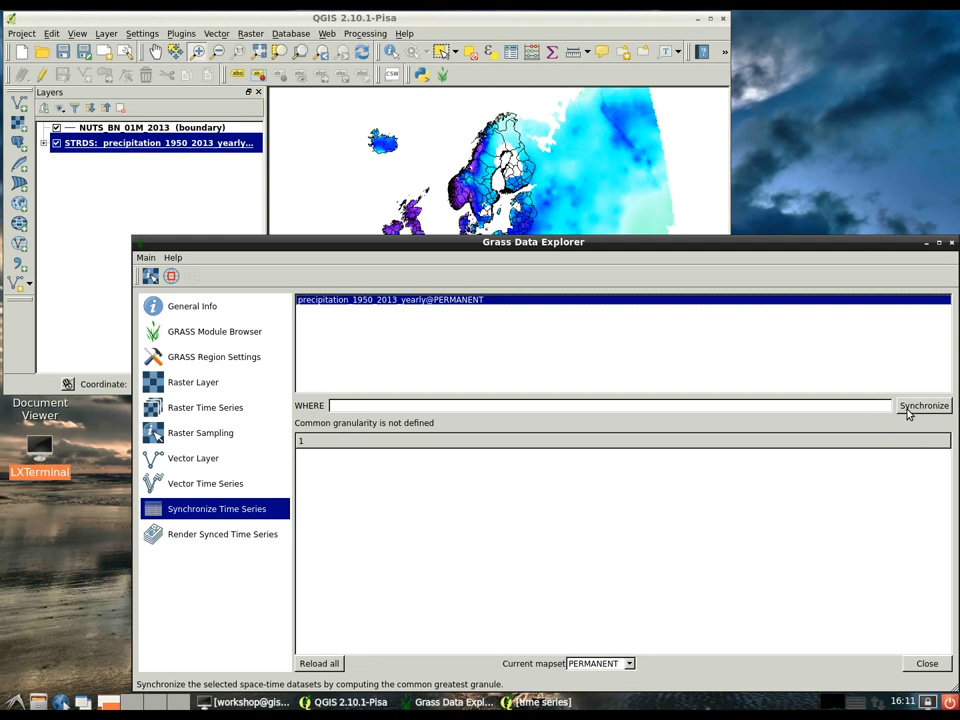 QGIS 2.10.1-Pisa
Project Edit View Layer Settings Plugins Vector Raster Database Web Processing Help
CSW
Layers
NUTS_BN_01M_2013 (boundary)
STRDS: precipitation_1950_2013_yearly...
Coordinate:
Document
Viewer
LXTerminal
Grass Data Explorer
Main Help
General Info
GRASS Module Browser
GRASS Region Settings
Raster Layer
Raster Time Series
Raster Sampling
Vector Layer
Vector Time Series
Synchronize Time Series
Render Synced Time Series
precipitation_1950_2013_yearly@PERMANENT
WHERE
Synchronize
Common granularity is not defined
1
Reload all
Current mapset PERMANENT
Close
Synchronize the selected space-time datasets by computing the common greatest granule.
[workshop@gis... QGIS 2.10.1-Pisa Grass Data Expl... [time series] 16:11